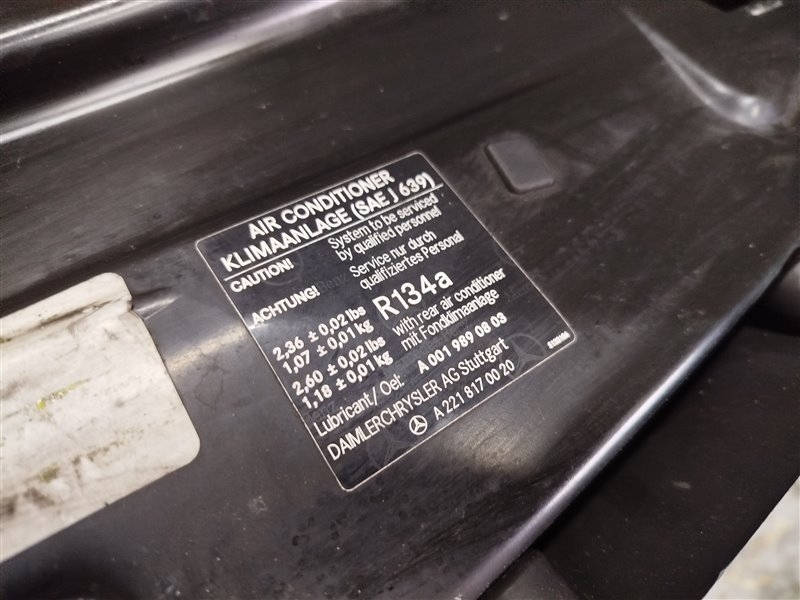 AIR CONDITIONER
KLIMAANLAGE (SAE J 639)
CAUTION!
System to be serviced
by qualified personnel
ACHTUNG!
Service nur durch
qualifiziertes Personal
R134a
2,36 ± 0,02 lbs
1,07 ± 0,01 kg
2,60 ± 0,02 lbs
1,18 ± 0,01 kg
with rear air conditioner
mit Fondklimaanlage
Lubricant/ Oel: A 001 989 08 03
DAIMLERCHRYSLER AG Stuttgart
A 221 817 00 20